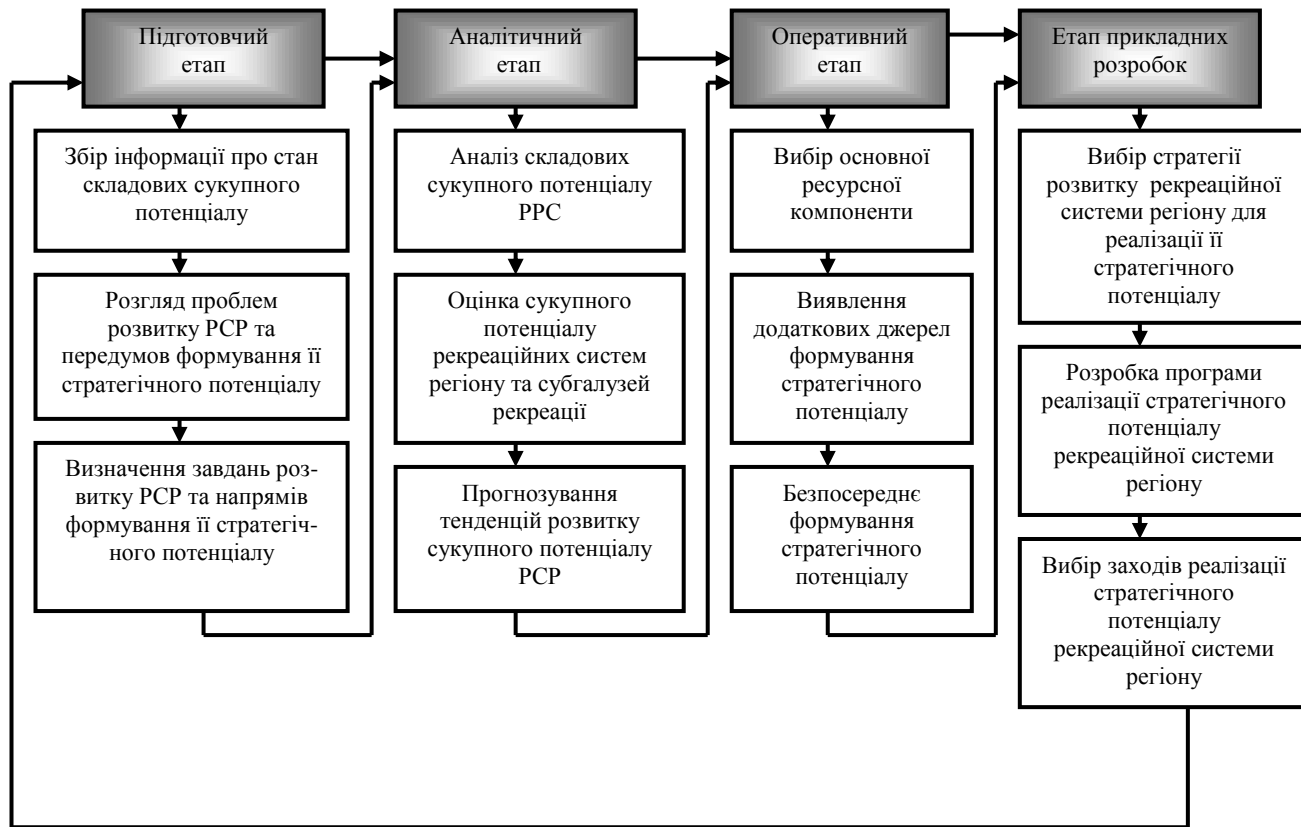 Підготовчий
етап
Аналітичний
етап
Оперативний
етап
Етап прикладних
розробок
Збір інформації про стан
складових сукупного
потенціалу
Розгляд проблем
розвитку РСР та
передумов формування її
стратегічного потенціалу
Визначення завдань роз-
витку РСР та напрямів
формування її стратегіч-
ного потенціалу
Аналіз складових
сукупного потенціалу
РРС
Оцінка сукупного
потенціалу
рекреаційних систем
регіону та субгалузей
рекреації
Прогнозування
тенденцій розвитку
сукупного потенціалу
РСР
Вибір основної
ресурсної
компоненти
Виявлення
додаткових джерел
формування
стратегічного
потенціалу
Безпосереднє
формування
стратегічного
потенціалу
Вибір стратегії
розвитку рекреаційної
системи регіону для
реалізації її
стратегічного
потенціалу
Розробка програми
реалізації стратегічного
потенціалу
рекреаційної системи
регіону
Вибір заходів реалізації
стратегічного
потенціалу
рекреаційної системи
регіону